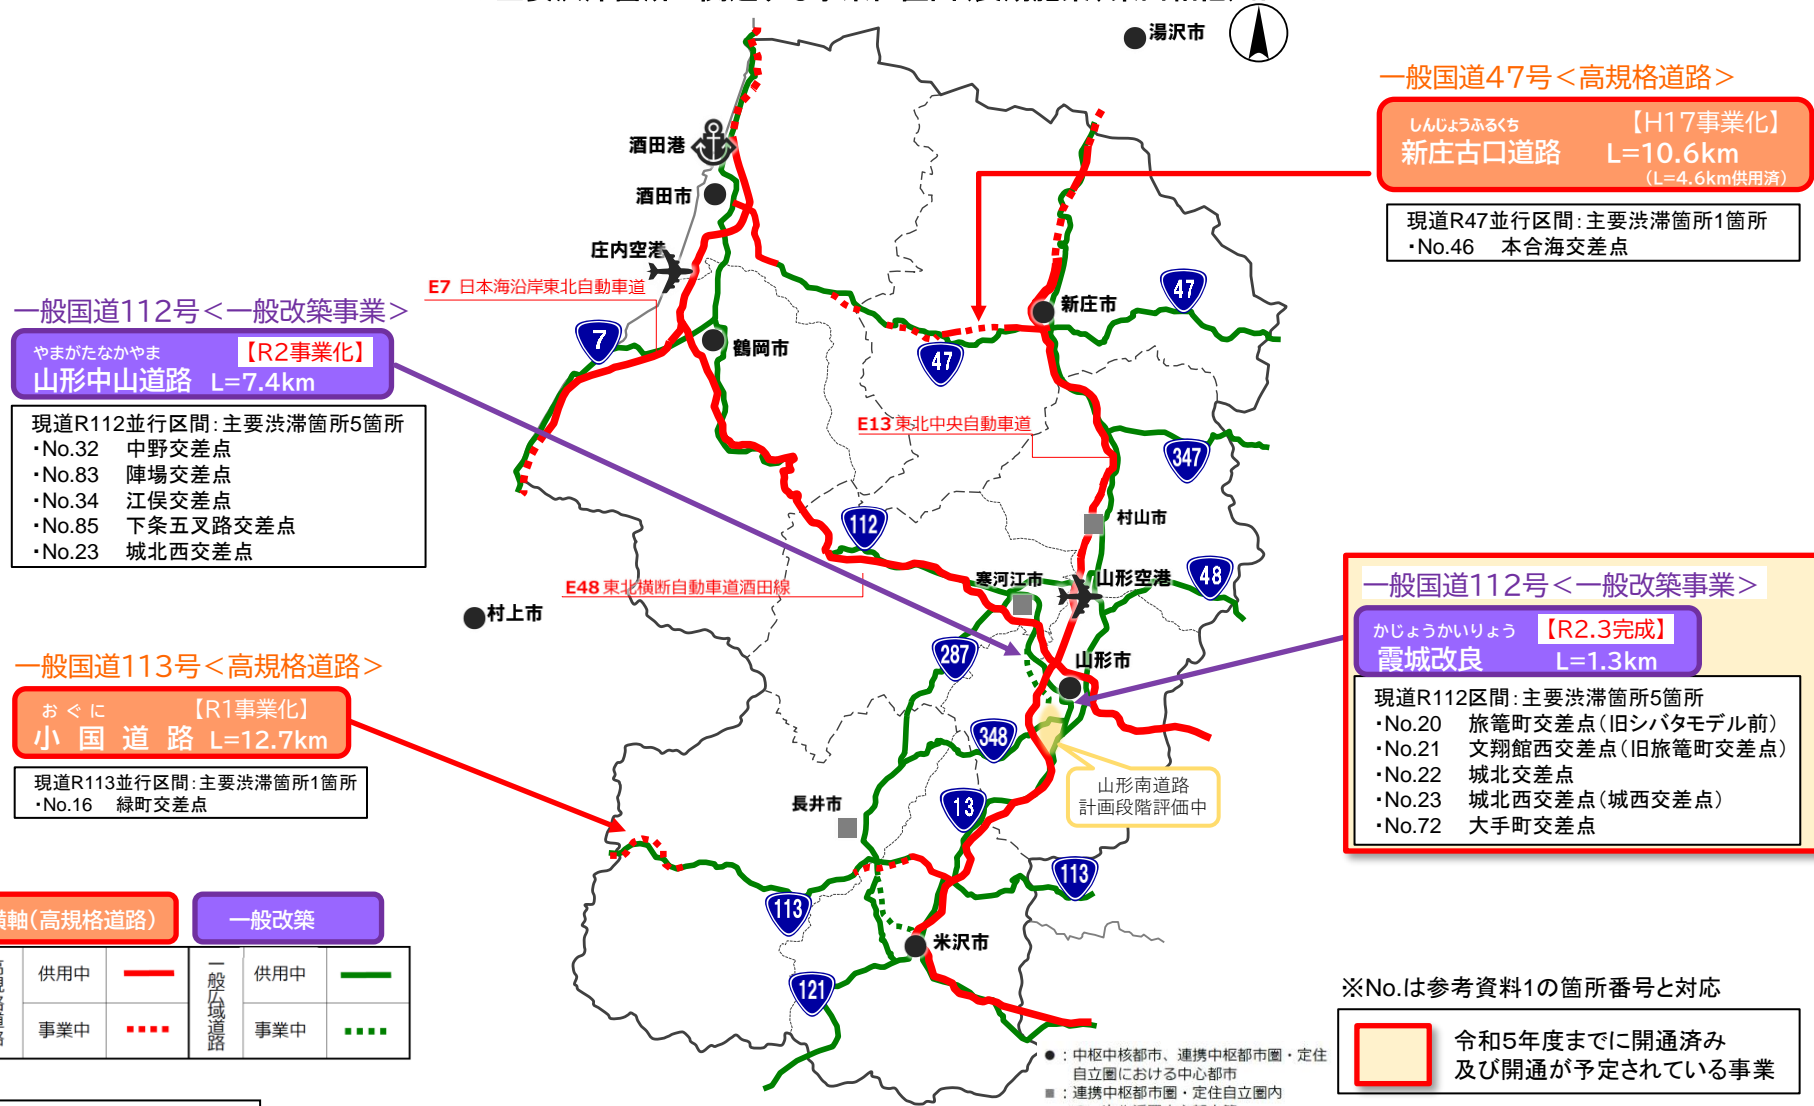 湯沢市
一般国道47号＜高規格道路＞
しんじょうふるくち
【H17事業化】
新庄古口道路 L=10.6km
（L=4.6km供用済）
現道R47並行区間：主要渋滞箇所1箇所
・No.46 本合海交差点
酒田港
酒田市
庄内空港
E7 日本海沿岸東北自動車道
一般国道112号＜一般改築事業＞
やまがたなかやま
【R2事業化】
山形中山道路 L=7.4km
現道R112並行区間：主要渋滞箇所5箇所
・No.32 中野交差点
・No.83 陣場交差点
・No.34 江俣交差点
・No.85 下条五叉路交差点
・No.23 城北西交差点
7
鶴岡市
新庄市
47
47
E13 東北中央自動車道
347
村山市
112
寒河江市
山形空港
48
E48 東北横断自動車道酒田線
村上市
287
山形市
一般国道112号＜一般改築事業＞
かじょうかいりょう
【R2.3完成】
霞城改良 L=1.3km
現道R112区間：主要渋滞箇所5箇所
・No.20 旅篭町交差点（旧シバタモデル前）
・No.21 文翔館西交差点（旧旅篭町交差点）
・No.22 城北交差点
・No.23 城北西交差点（城西交差点）
・No.72 大手町交差点
一般国道113号＜高規格道路＞
おぐに
【R1事業化】
小国道路 L=12.7km
現道R113並行区間：主要渋滞箇所1箇所
・No.16 緑町交差点
348
山形南道路
計画段階評価中
長井市
13
113
113
米沢市
121
横軸（高規格道路）
一般改築
供用中
事業中
一般広域道路
供用中
事業中
※No.は参考資料1の箇所番号と対応
令和5年度までに開通済み
及び開通が予定されている事業
●：中枢中核都市、連携中枢都市圏・定住
自立圏における中心都市
■：連携中枢都市圏・定住自立圏内